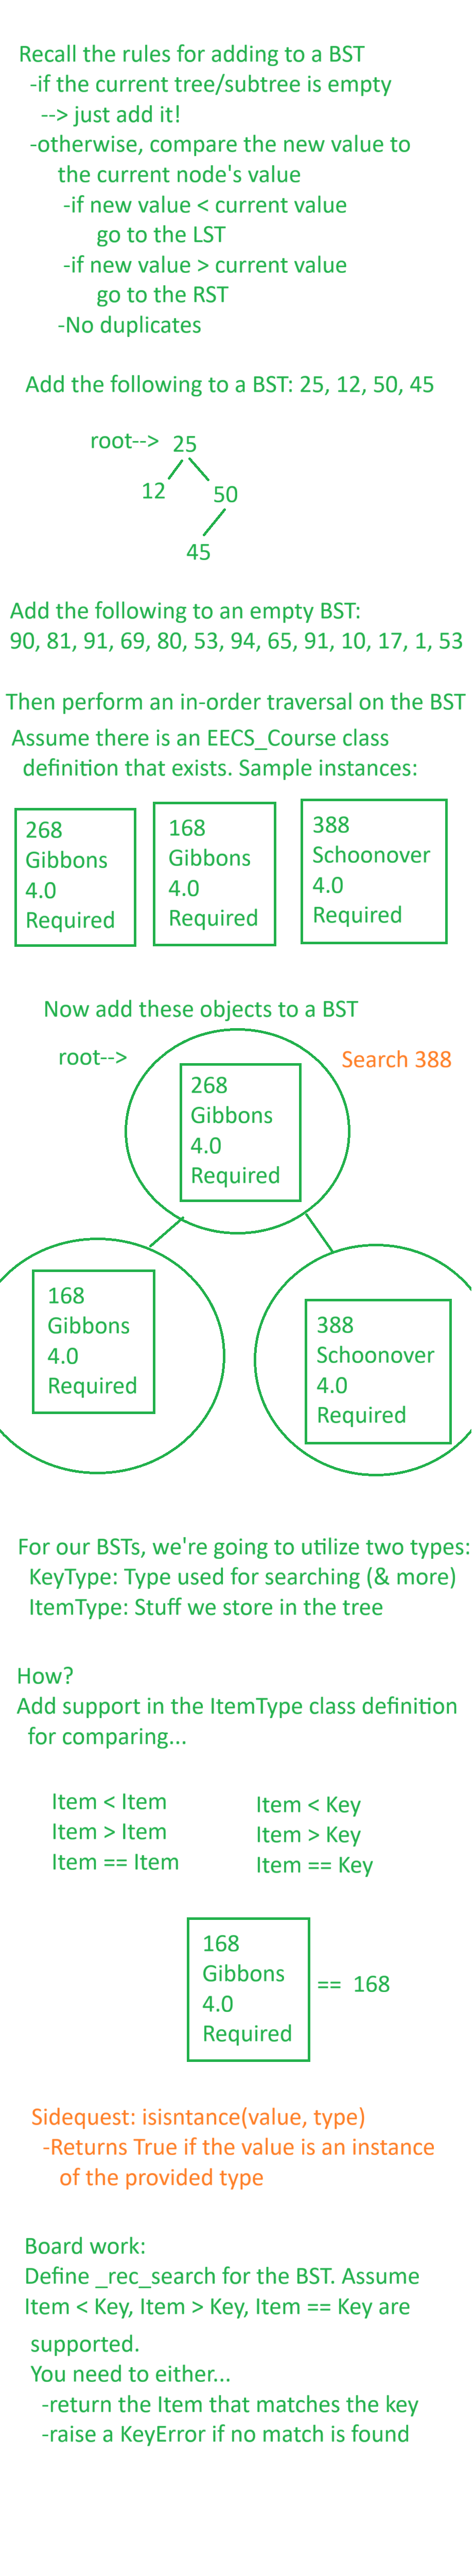 Recall the rules for adding to a BST
-if the current tree/subtree is empty
--> just add it!
-otherwise, compare the new value to
the current node's value
-if new value < current value
go to the LST
-if new value > current value
go to the RST
-No duplicates
Add the following to a BST: 25, 12, 50, 45
root--> 25
12
50
45
Add the following to an empty BST:
90, 81, 91, 69, 80, 53, 94, 65, 91, 10, 17, 1, 53
Then perform an in-order traversal on the BST
Assume there is an EECS_Course class
definition that exists. Sample instances:
268
Gibbons
4.0
Required
168
Gibbons
4.0
Required
388
Schoonover
4.0
Required
Now add these objects to a BST
root-->
Search 388
268
Gibbons
4.0
Required
168
Gibbons
4.0
Required
388
Schoonover
4.0
Required
For our BSTs, we're going to utilize two types:
KeyType: Type used for searching (& more)
ItemType: Stuff we store in the tree
How?
Add support in the ItemType class definition
for comparing...
Item < Item
Item > Item
Item == Item
Item < Key
Item > Key
Item == Key
168
Gibbons
4.0
Required
== 168
Sidequest: isisntance(value, type)
-Returns True if the value is an instance
of the provided type
Board work:
Define _rec_search for the BST. Assume
Item < Key, Item > Key, Item == Key are
supported.
You need to either...
-return the Item that matches the key
-raise a KeyError if no match is found